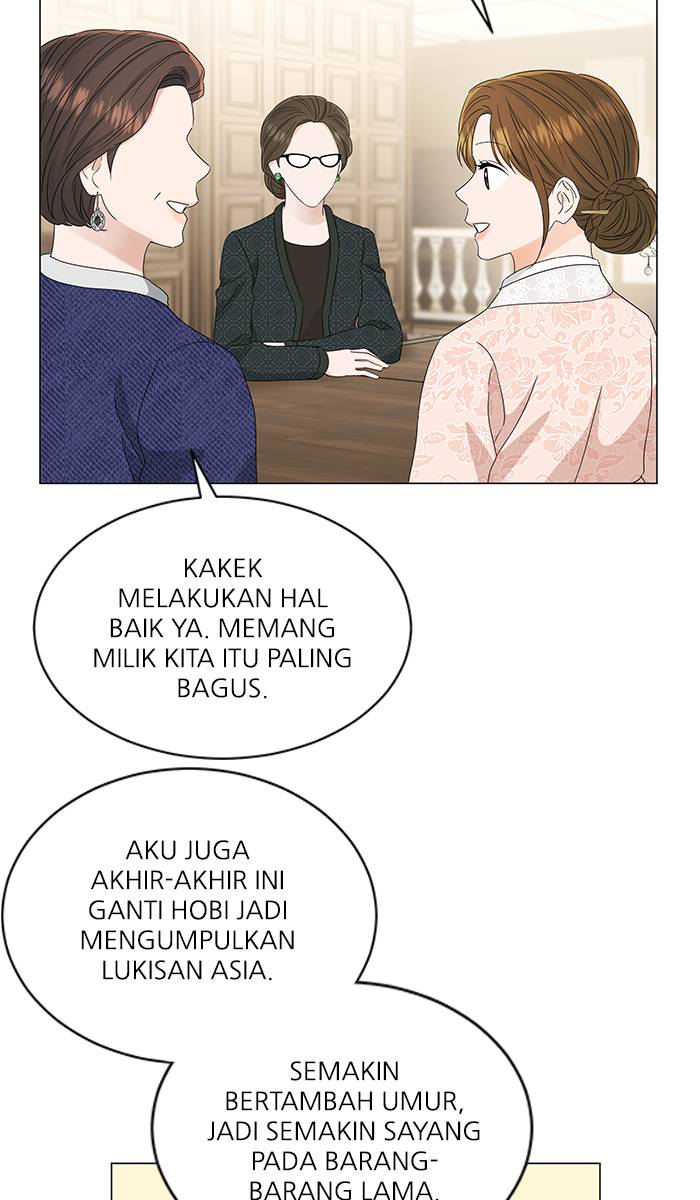 KAKEK
MELAKUKAN HAL
BAIK YA. MEMANG
MILIK KITA ITU PALING
BAGUS.
AKU JUGA
AKHIR-AKHIR INI
GANTI HOBI JADI
MENGUMPULKAN
LUKISAN ASIA.
SEMAKIN
BERTAMBAH UMUR,
JADI SEMAKIN SAYANG
PADA BARANG-
BARANG LAMA.